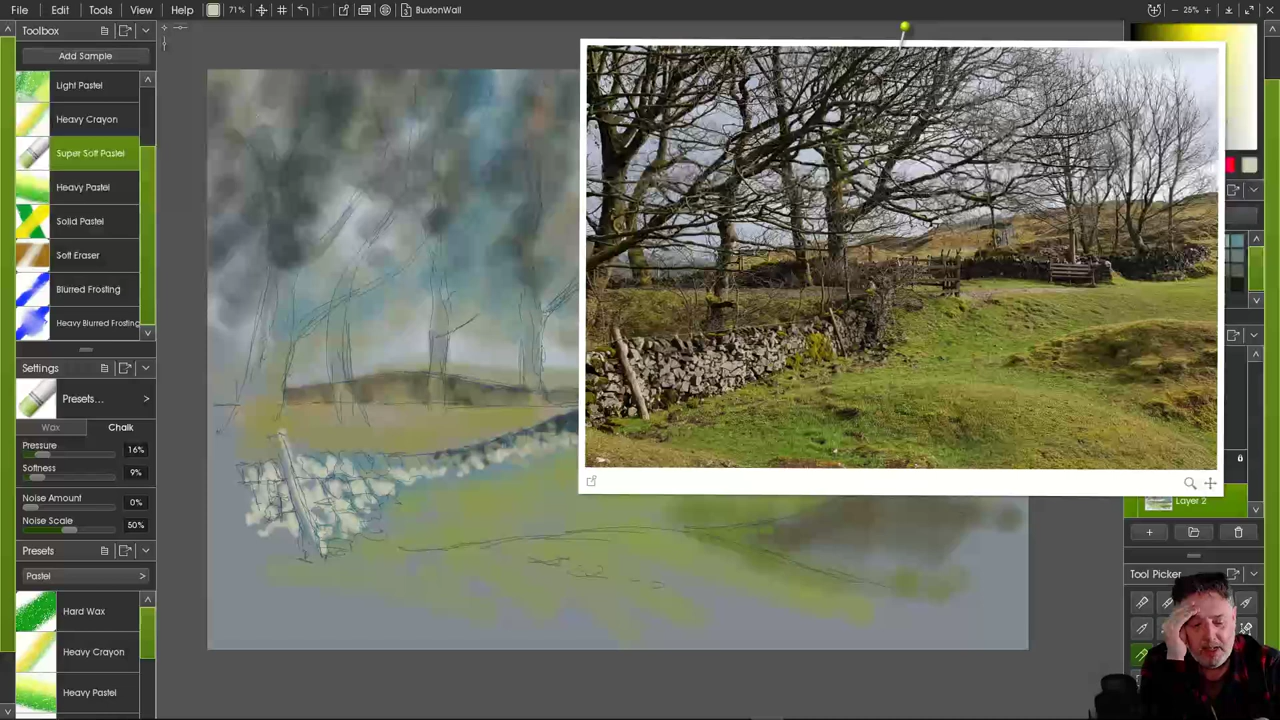 File Edit Tools View Help 71% BuxtonWall 25%
Toolbox
Add Sample
Light Pastel
Heavy Crayon
Super Soft Pastel
Heavy Pastel
Solid Pastel
Soft Eraser
Blurred Frosting
Heavy Blurred Frosting
Settings
Presets... >
Wax Chalk
Pressure 16%
Softness 9%
Noise Amount 0%
Noise Scale 50%
Presets
Pastel >
Hard Wax
Heavy Crayon
Heavy Pastel
Layer 2
Tool Picker